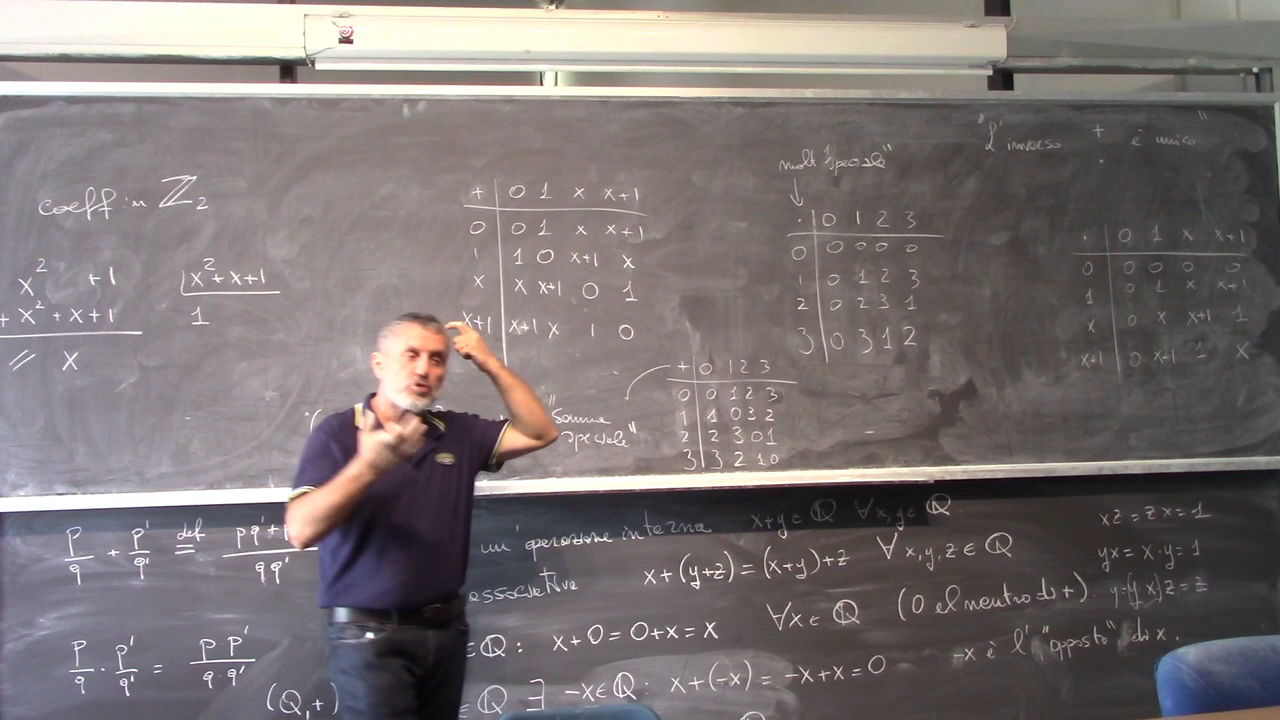 coeff. in ℤ₂
x² +1 | x²+x+1
+ x² + x + 1 | 1
// x
+ | 0 1 x x+1
0 | 0 1 x x+1
1 | 1 0 x+1 x
x | x x+1 0 1
x+1 | x+1 x 1 0
"Somma
speciale"
+ | 0 1 2 3
0 | 0 1 2 3
1 | 1 0 3 2
2 | 2 3 0 1
3 | 3 2 1 0
molt "speciale"
· | 0 1 2 3
0 | 0 0 0 0
1 | 0 1 2 3
2 | 0 2 3 1
3 | 0 3 1 2
"L'inverso + · è unico"
· | 0 1 x x+1
0 | 0 0 0 0
1 | 0 1 x x+1
x | 0 x x+1 1
x+1 | 0 x+1 1 x
p/q + p'/q' =def pq'+ / qq'
un'operazione interna x+y∈ℚ ∀x,y∈ℚ
associativa x+(y+z)=(x+y)+z ∀x,y,z∈ℚ
∈ℚ: x+0=0+x=x ∀x∈ℚ (0 el neutro di +).
p/q · p'/q' = p p'/q·q'
(ℚ,+) ∈ℚ ∃ -x∈ℚ: x+(-x)=-x+x=0 -x è l'"opposto" di x.
xz=zx=1
yx=x·y=1
y=(y x)z=z